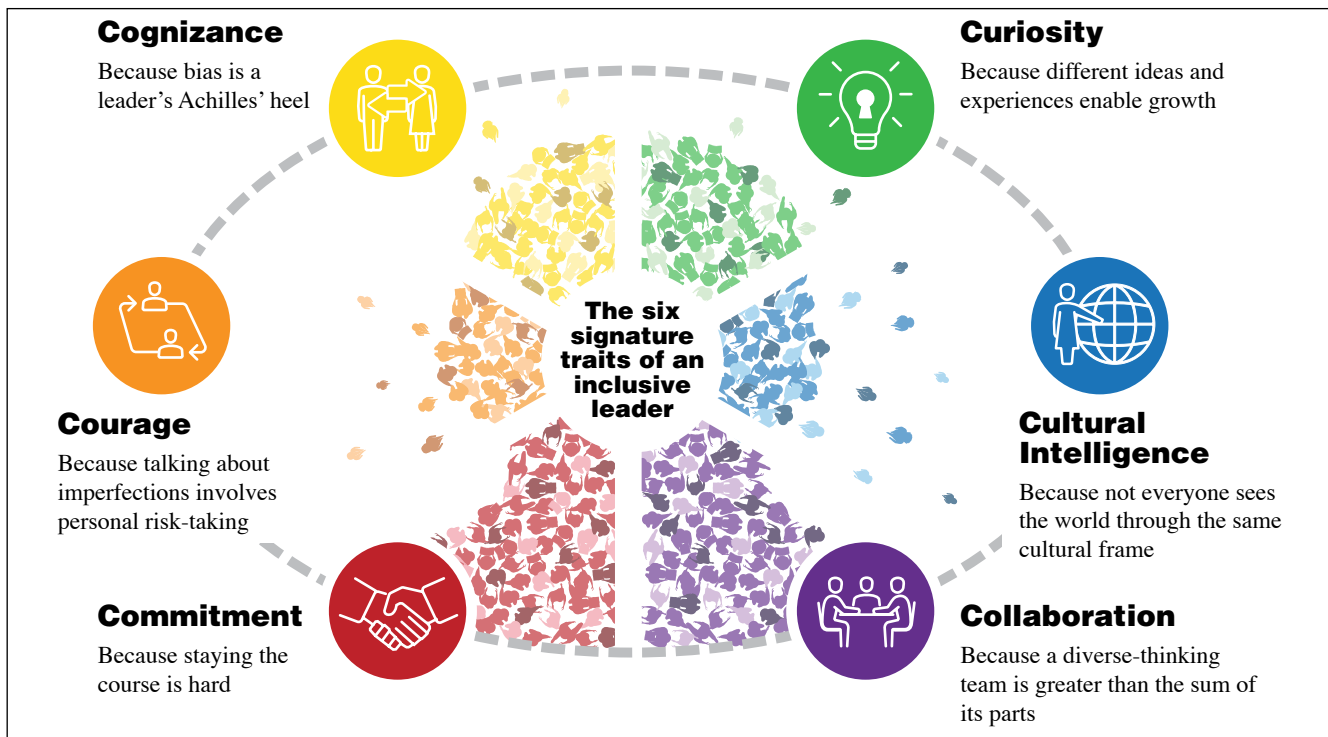 Cognizance
Because bias is a
leader’s Achilles’ heel
Curiosity
Because different ideas and
experiences enable growth
The six
signature
traits of an
inclusive
leader
Courage
Because talking about
imperfections involves
personal risk-taking
Cultural
Intelligence
Because not everyone sees
the world through the same
cultural frame
Commitment
Because staying the
course is hard
Collaboration
Because a diverse-thinking
team is greater than the sum of
its parts